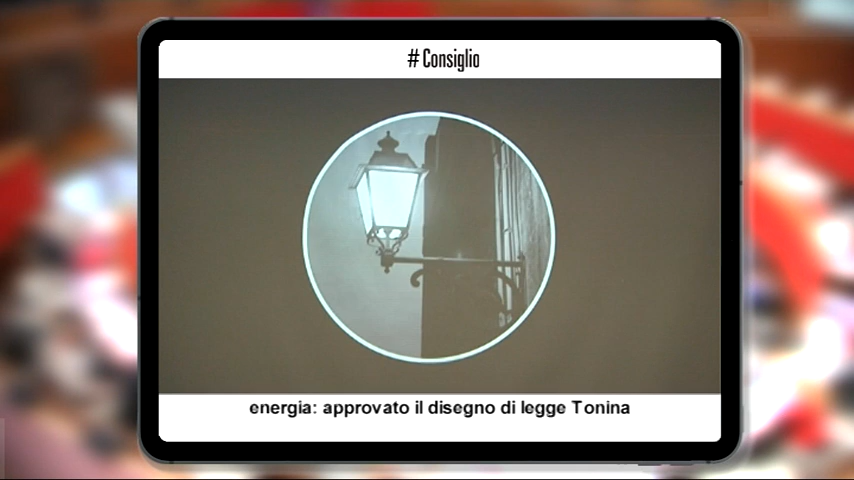 #Consiglio
energia: approvato il disegno di legge Tonina